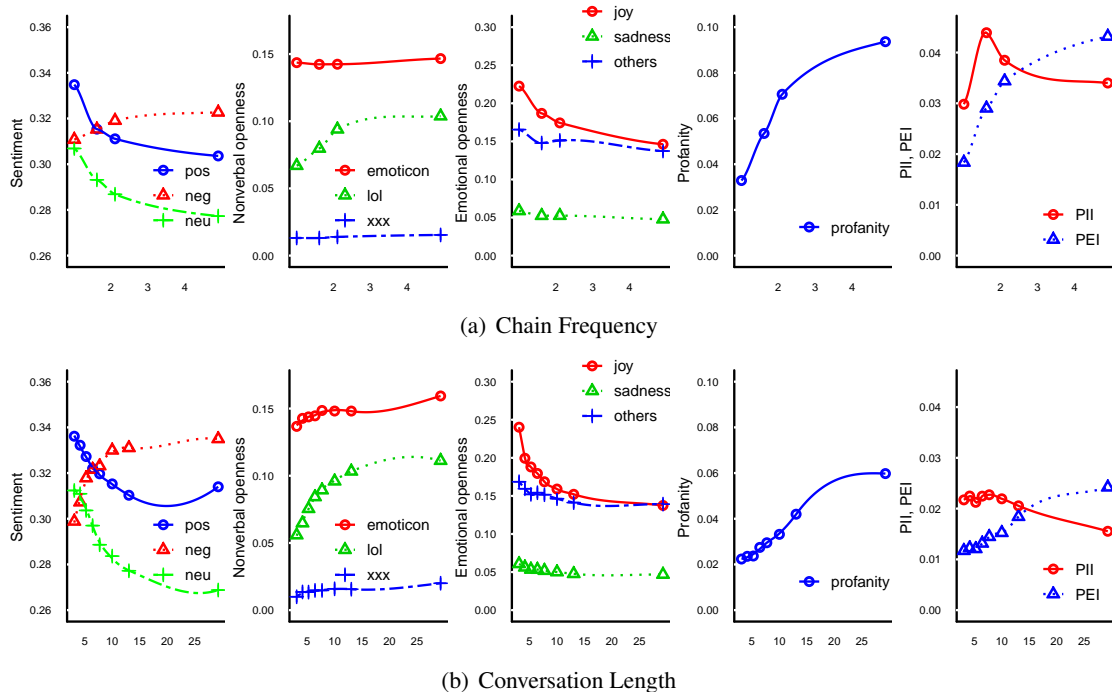 Sentiment
0.36
0.34
0.32
0.30
0.28
0.26
pos
neg
neu
2
4
Nonverbal openness
0.15
0.10
0.05
0.00
emoticon
lol
xxx
2
4
Emotional openness
0.30
0.25
0.20
0.15
0.10
0.05
0.00
joy
sadness
others
2
4
Profanity
0.10
0.08
0.06
0.04
0.02
0.00
profanity
2
4
PII, PEI
0.04
0.03
0.02
0.01
0.00
PII
PEI
2
4
(a) Chain Frequency
Sentiment
0.36
0.34
0.32
0.30
0.28
0.26
pos
neg
neu
5 10 15 20 25
Nonverbal openness
0.15
0.10
0.05
0.00
emoticon
lol
xxx
5 10 15 20 25
Emotional openness
0.30
0.25
0.20
0.15
0.10
0.05
0.00
joy
sadness
others
5 10 15 20 25
Profanity
0.10
0.08
0.06
0.04
0.02
0.00
profanity
5 10 15 20 25
PII, PEI
0.04
0.03
0.02
0.01
0.00
PII
PEI
5 10 15 20 25
(b) Conversation Length